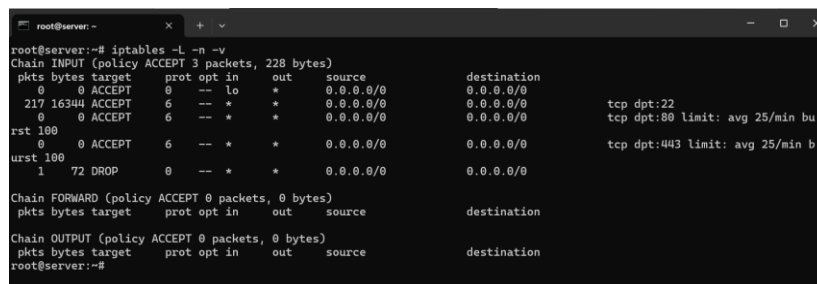 root@server: ~
root@server:~# iptables -L -n -v
Chain INPUT (policy ACCEPT 3 packets, 228 bytes)
 pkts bytes target     prot opt in     out     source               destination
    0     0 ACCEPT     0    --  lo     *       0.0.0.0/0            0.0.0.0/0
  217 16344 ACCEPT     6    --  *      *       0.0.0.0/0            0.0.0.0/0            tcp dpt:22
    0     0 ACCEPT     6    --  *      *       0.0.0.0/0            0.0.0.0/0            tcp dpt:80 limit: avg 25/min bu
rst 100
    0     0 ACCEPT     6    --  *      *       0.0.0.0/0            0.0.0.0/0            tcp dpt:443 limit: avg 25/min b
urst 100
    1    72 DROP       0    --  *      *       0.0.0.0/0            0.0.0.0/0
Chain FORWARD (policy ACCEPT 0 packets, 0 bytes)
 pkts bytes target     prot opt in     out     source               destination
Chain OUTPUT (policy ACCEPT 0 packets, 0 bytes)
 pkts bytes target     prot opt in     out     source               destination
root@server:~#